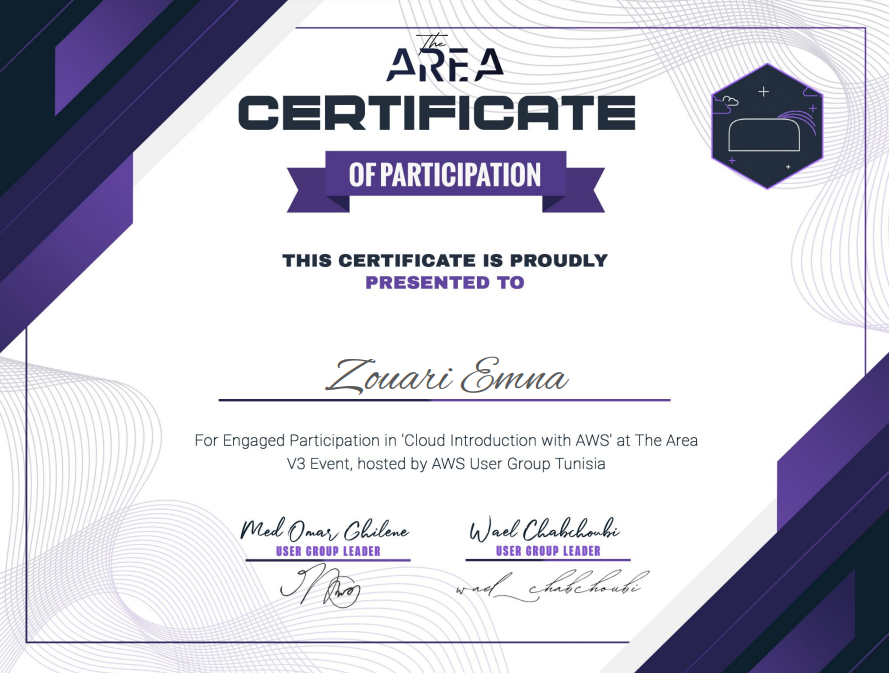 The
AREA
CERTIFICATE
OF PARTICIPATION
THIS CERTIFICATE IS PROUDLY
PRESENTED TO
Zouari Emna
For Engaged Participation in 'Cloud Introduction with AWS' at The Area
V3 Event, hosted by AWS User Group Tunisia
Med Omar Ghilene
USER GROUP LEADER
Wael Chabchoubi
USER GROUP LEADER
wael chabchoubi